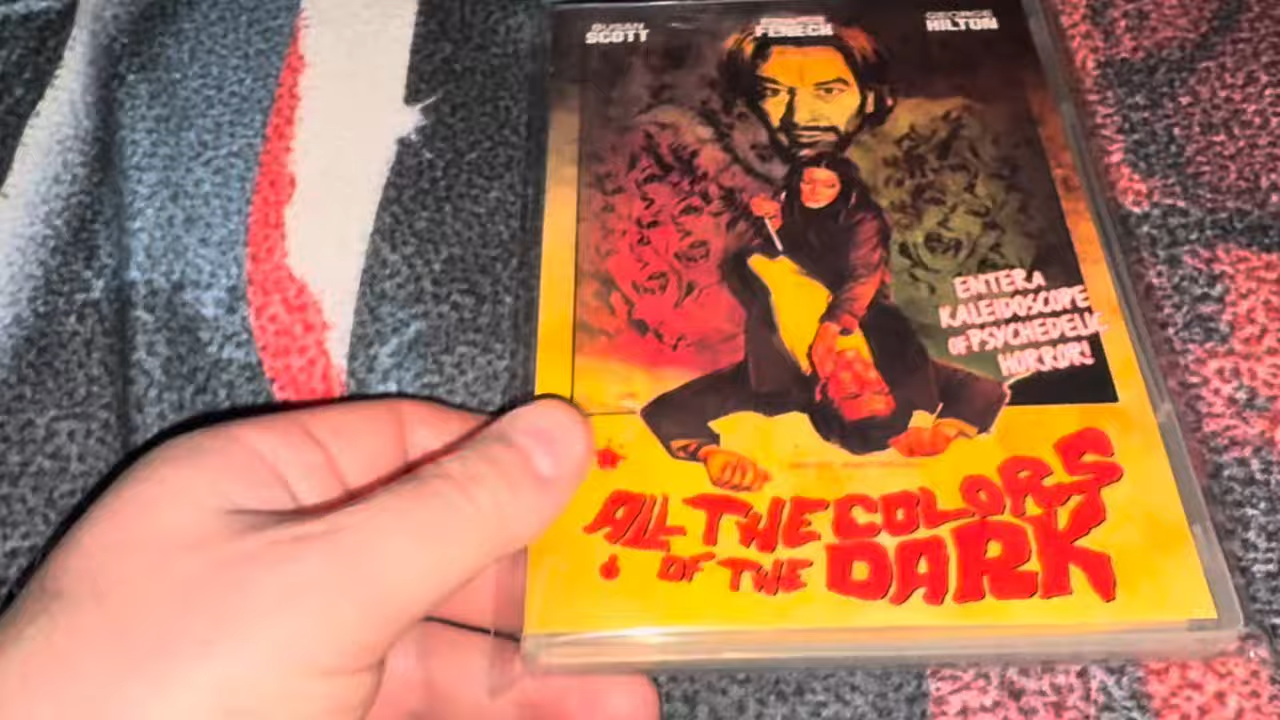 SUSAN SCOTT
FENECH
GEORGE HILTON
ENTER A
KALEIDOSCOPE
OF PSYCHEDELIC
HORROR!
ALL THE COLORS
OF THE DARK